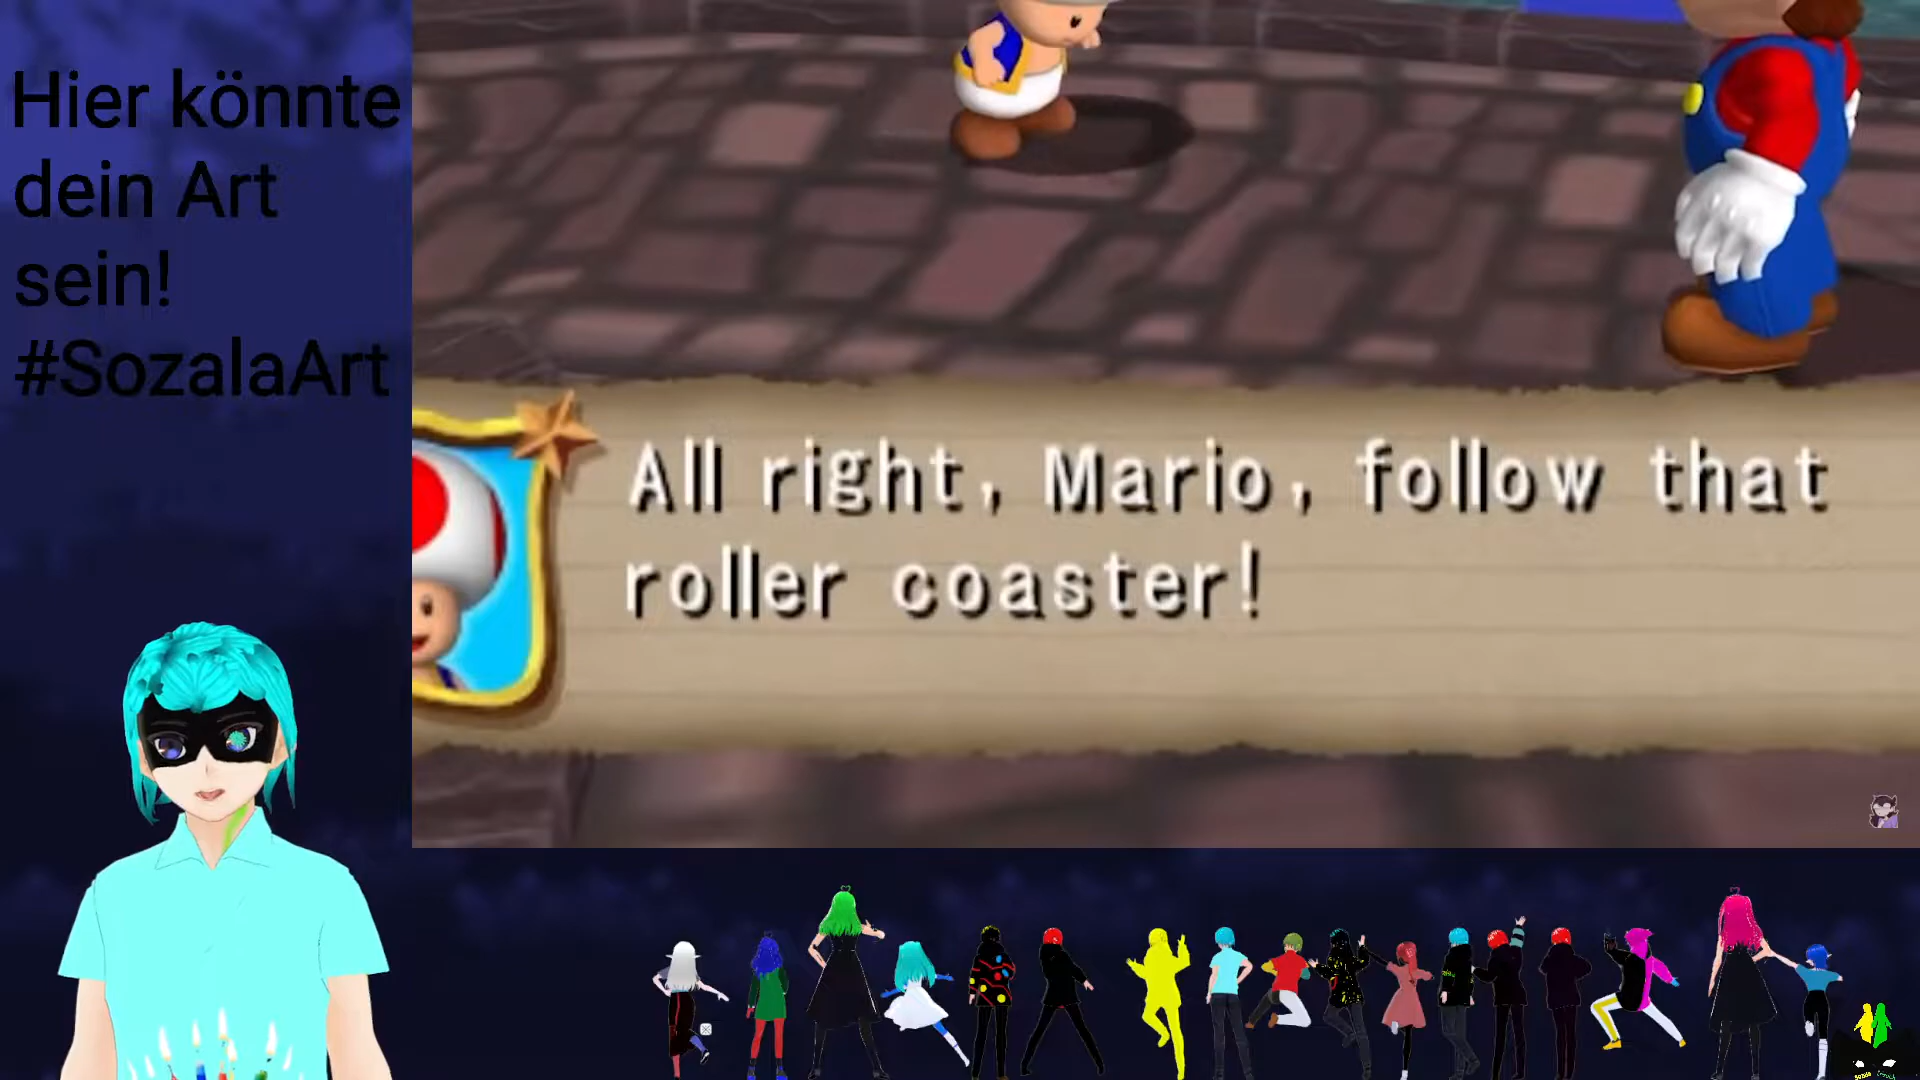 Hier könnte
dein Art
sein!
#SozalaArt
All right, Mario, follow that
roller coaster!